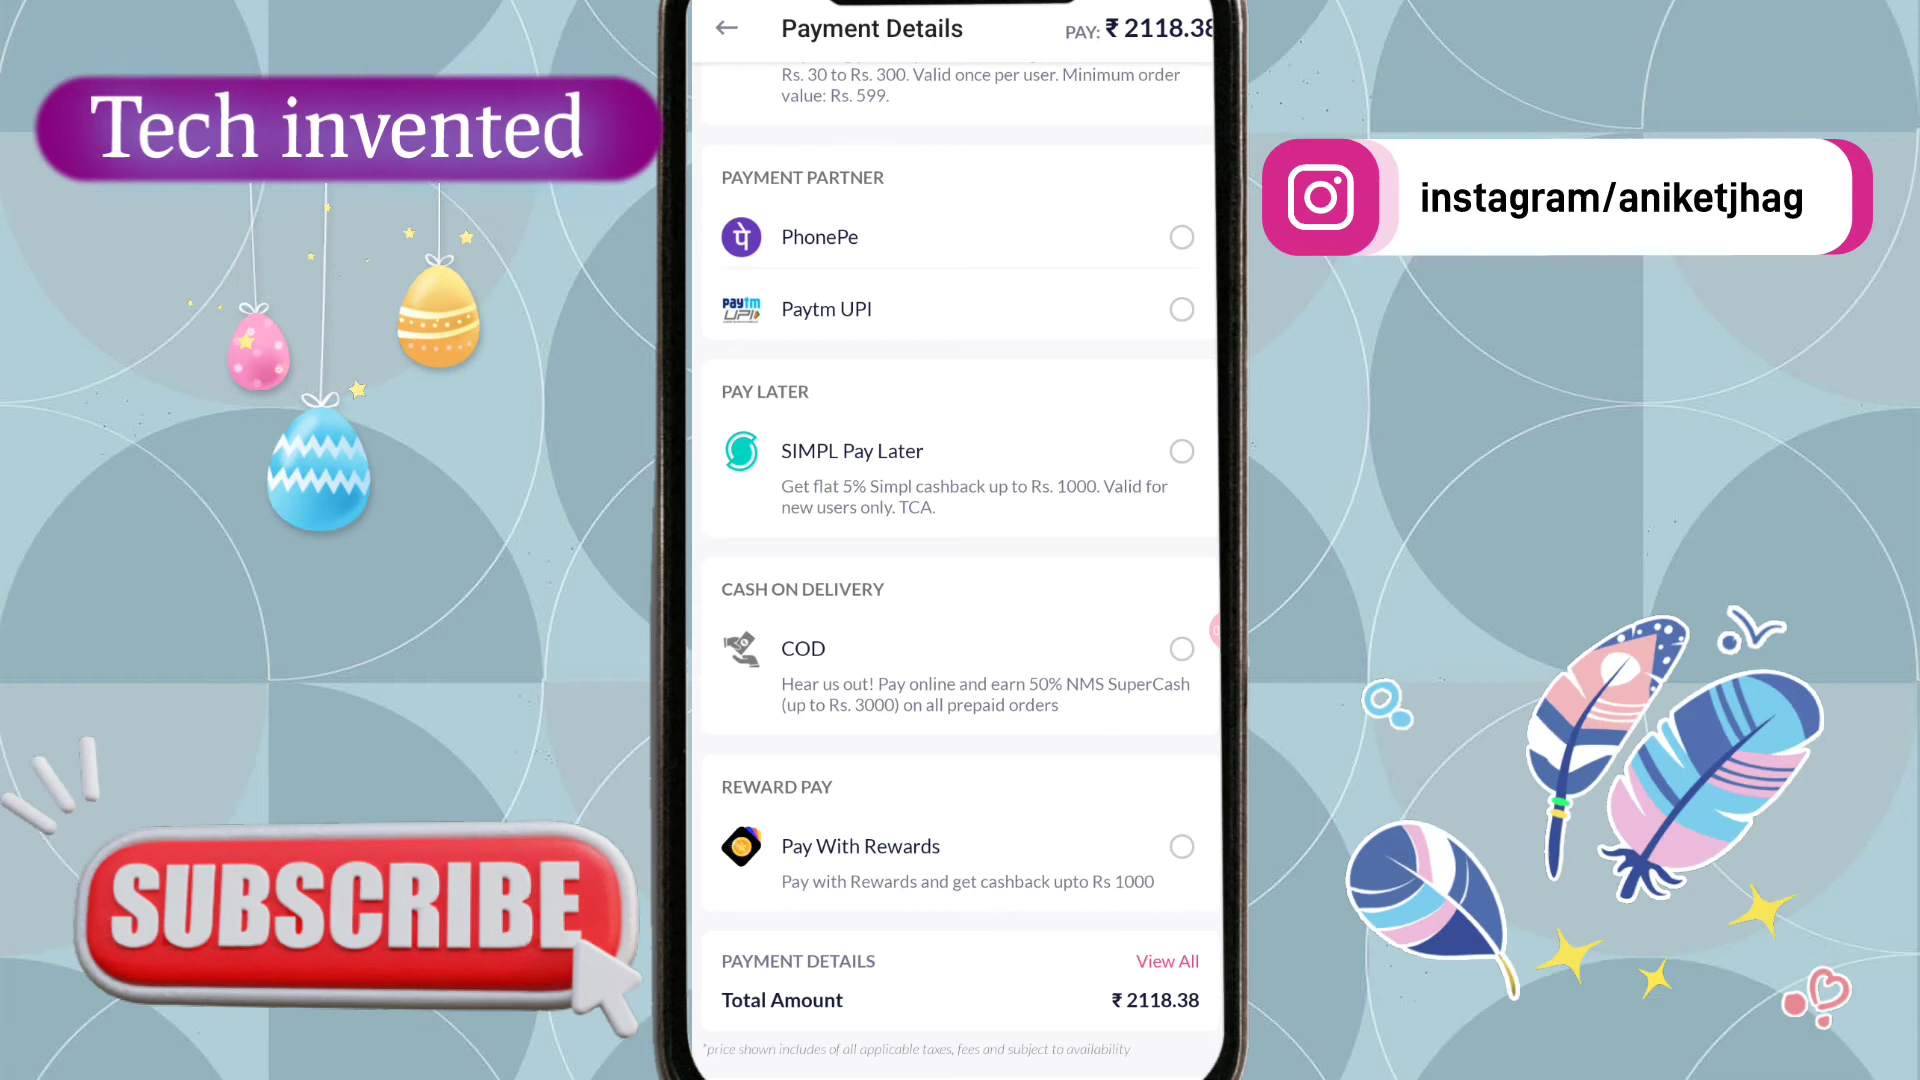 Tech invented
Payment Details
PAY: ₹ 2118.38
Rs. 30 to Rs. 300. Valid once per user. Minimum order
value: Rs. 599.
PAYMENT PARTNER
पे
PhonePe
paytm
UPI
Paytm UPI
PAY LATER
SIMPL Pay Later
Get flat 5% Simpl cashback up to Rs. 1000. Valid for
new users only. TCA.
CASH ON DELIVERY
COD
Hear us out! Pay online and earn 50% NMS SuperCash
(up to Rs. 3000) on all prepaid orders
REWARD PAY
Pay With Rewards
Pay with Rewards and get cashback upto Rs 1000
PAYMENT DETAILS
View All
Total Amount
₹ 2118.38
*price shown includes of all applicable taxes, fees and subject to availability
instagram/aniketjhag
SUBSCRIBE